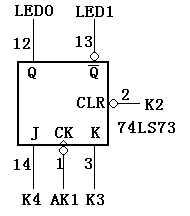 LED0 LED1
12 13
Q Q̅
CLR 2 K2
74LS73
J CK K
14 1 3
K4 AK1 K3